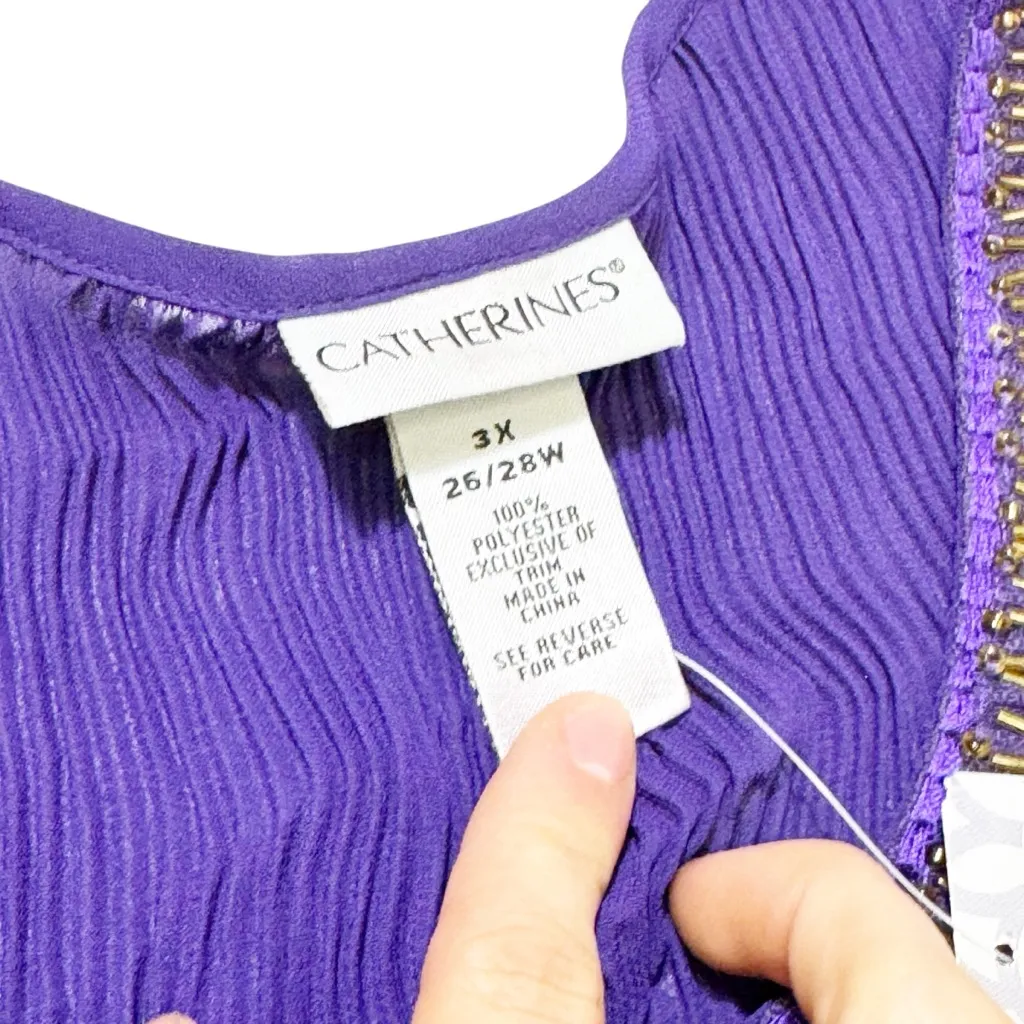 CATHERINES®
3X
26/28W
100%
POLYESTER
EXCLUSIVE OF
TRIM
MADE IN
CHINA
SEE REVERSE
FOR CARE